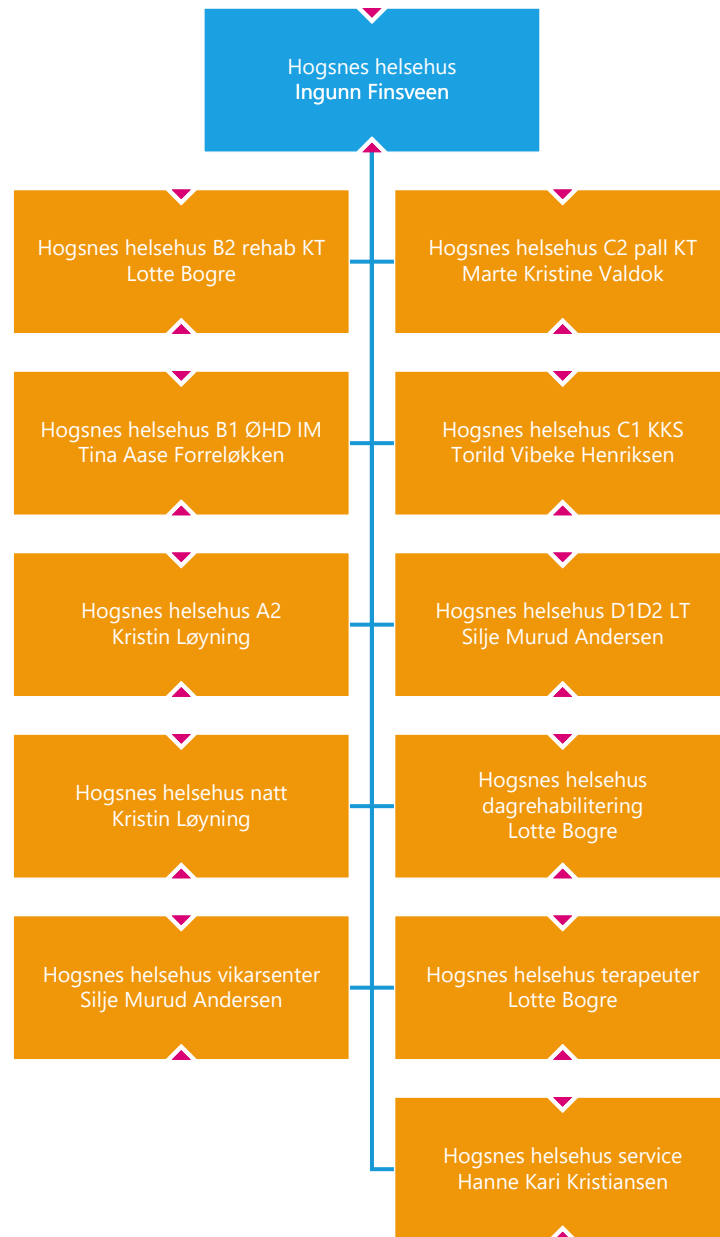 Hogsnes helsehus
Ingunn Finsveen
Hogsnes helsehus B2 rehab KT
Lotte Bogre
Hogsnes helsehus C2 pall KT
Marte Kristine Valdok
Hogsnes helsehus B1 ØHD IM
Tina Aase Forreløkken
Hogsnes helsehus C1 KKS
Torild Vibeke Henriksen
Hogsnes helsehus A2
Kristin Løyning
Hogsnes helsehus D1D2 LT
Silje Murud Andersen
Hogsnes helsehus natt
Kristin Løyning
Hogsnes helsehus
dagrehabilitering
Lotte Bogre
Hogsnes helsehus vikarsenter
Silje Murud Andersen
Hogsnes helsehus terapeuter
Lotte Bogre
Hogsnes helsehus service
Hanne Kari Kristiansen